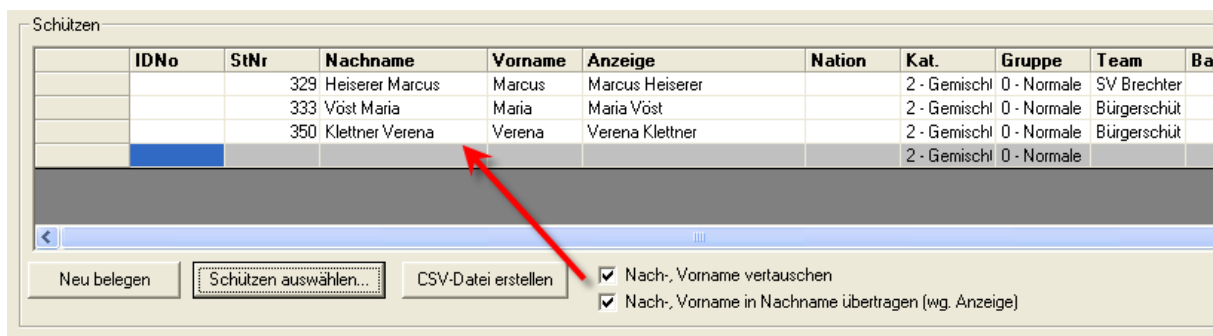 Schützen
IDNo StNr Nachname Vorname Anzeige Nation Kat. Gruppe Team Ba
329 Heiserer Marcus Marcus Marcus Heiserer 2 - Gemischt 0 - Normale SV Brechter
333 Vöst Maria Maria Maria Vöst 2 - Gemischt 0 - Normale Bürgerschüt
350 Klettner Verena Verena Verena Klettner 2 - Gemischt 0 - Normale Bürgerschüt
2 - Gemischt 0 - Normale
Neu belegen Schützen auswählen... CSV-Datei erstellen Nach-, Vorname vertauschen
Nach-, Vorname in Nachname übertragen (wg. Anzeige)